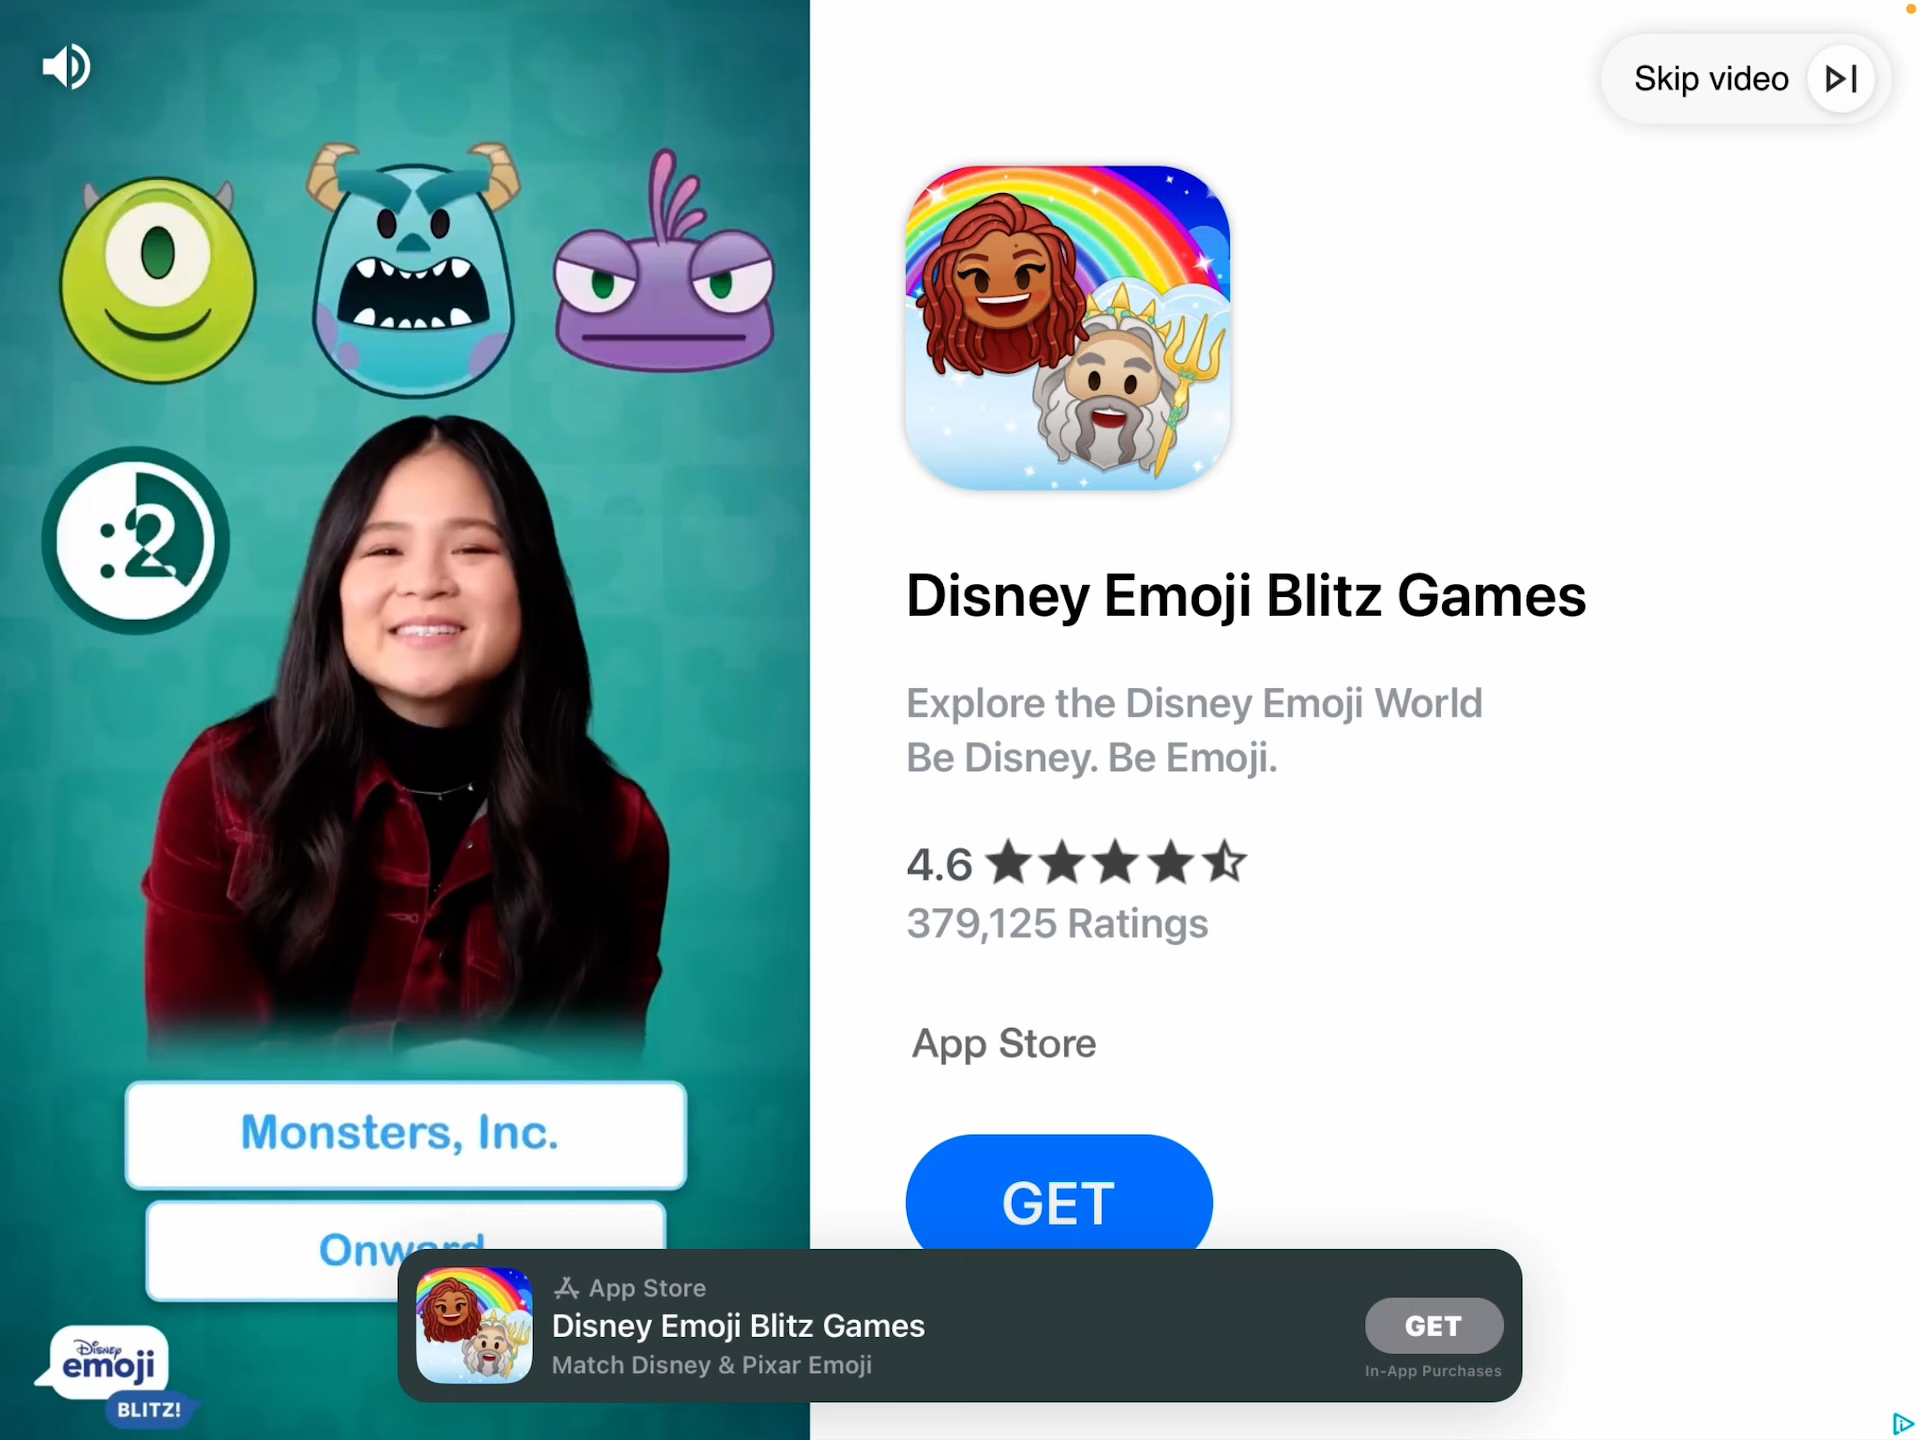 Skip video
:2
Disney Emoji Blitz Games
Explore the Disney Emoji World
Be Disney. Be Emoji.
4.6
379,125 Ratings
App Store
GET
Monsters, Inc.
Onward
App Store
Disney Emoji Blitz Games
Match Disney & Pixar Emoji
GET
In-App Purchases
Disney
emoji
BLITZ!